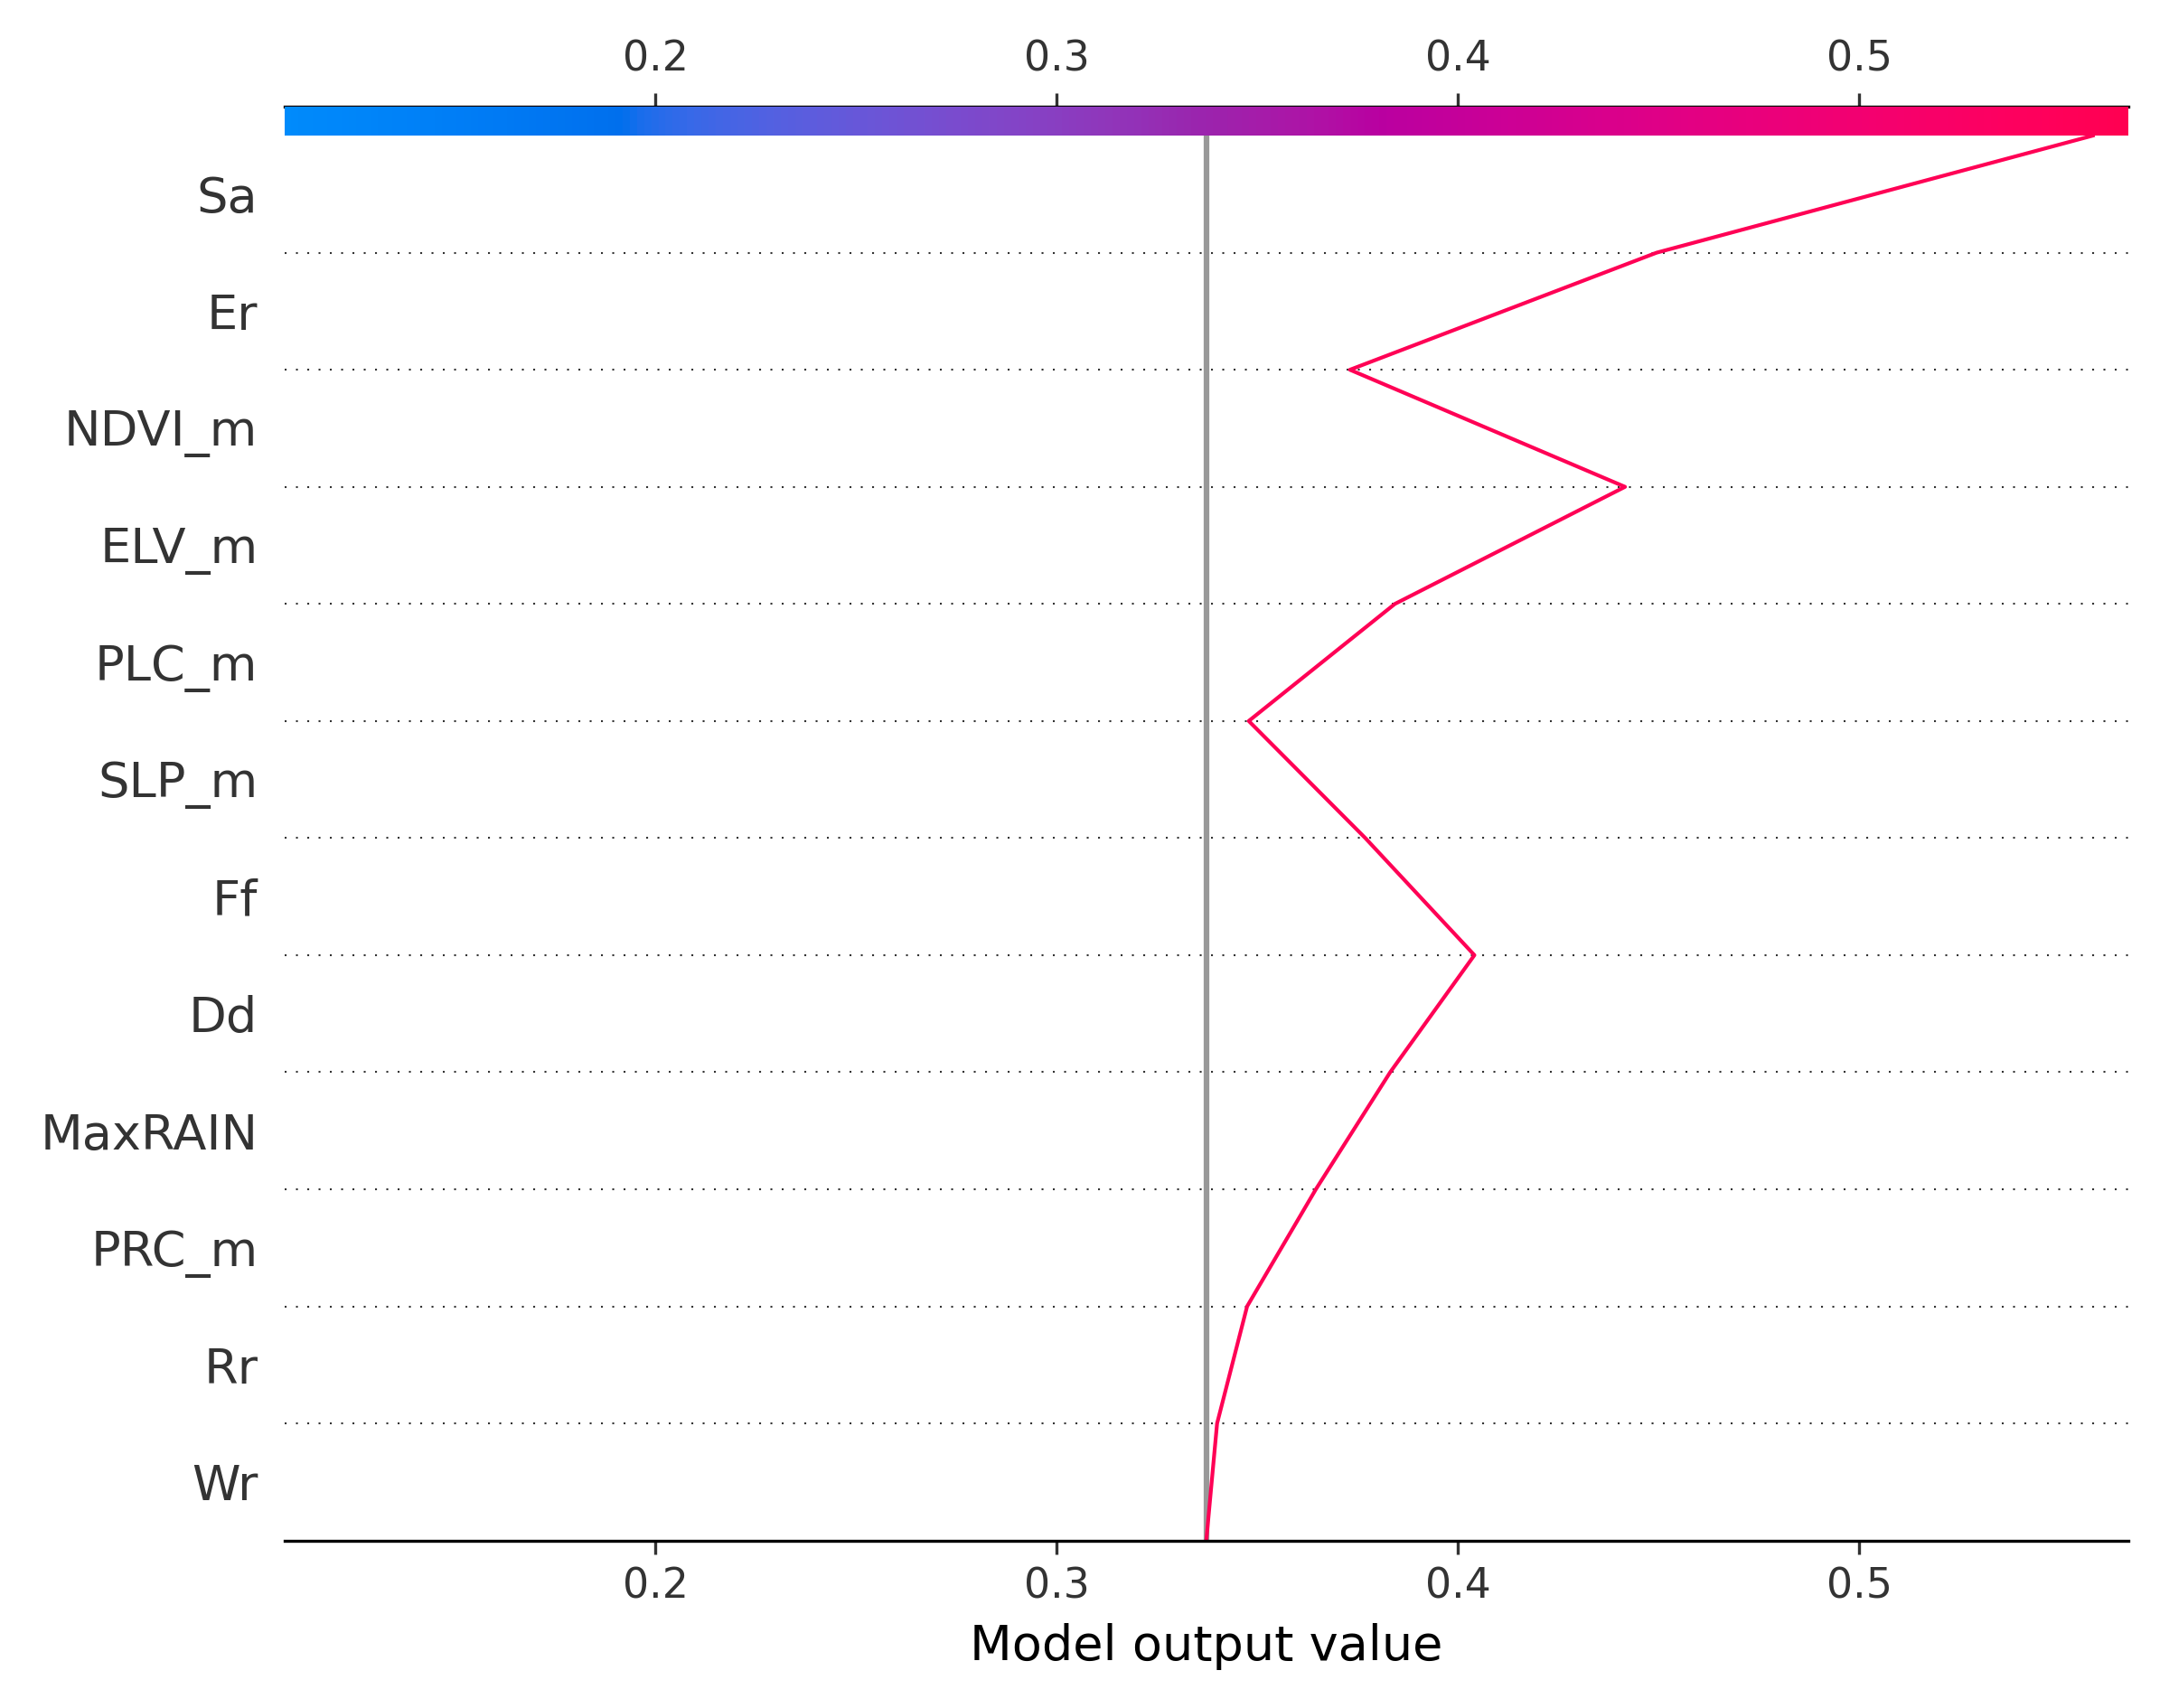 0.2 0.3 0.4 0.5
Sa
Er
NDVI_m
ELV_m
PLC_m
SLP_m
Ff
Dd
MaxRAIN
PRC_m
Rr
Wr
0.2 0.3 0.4 0.5
Model output value